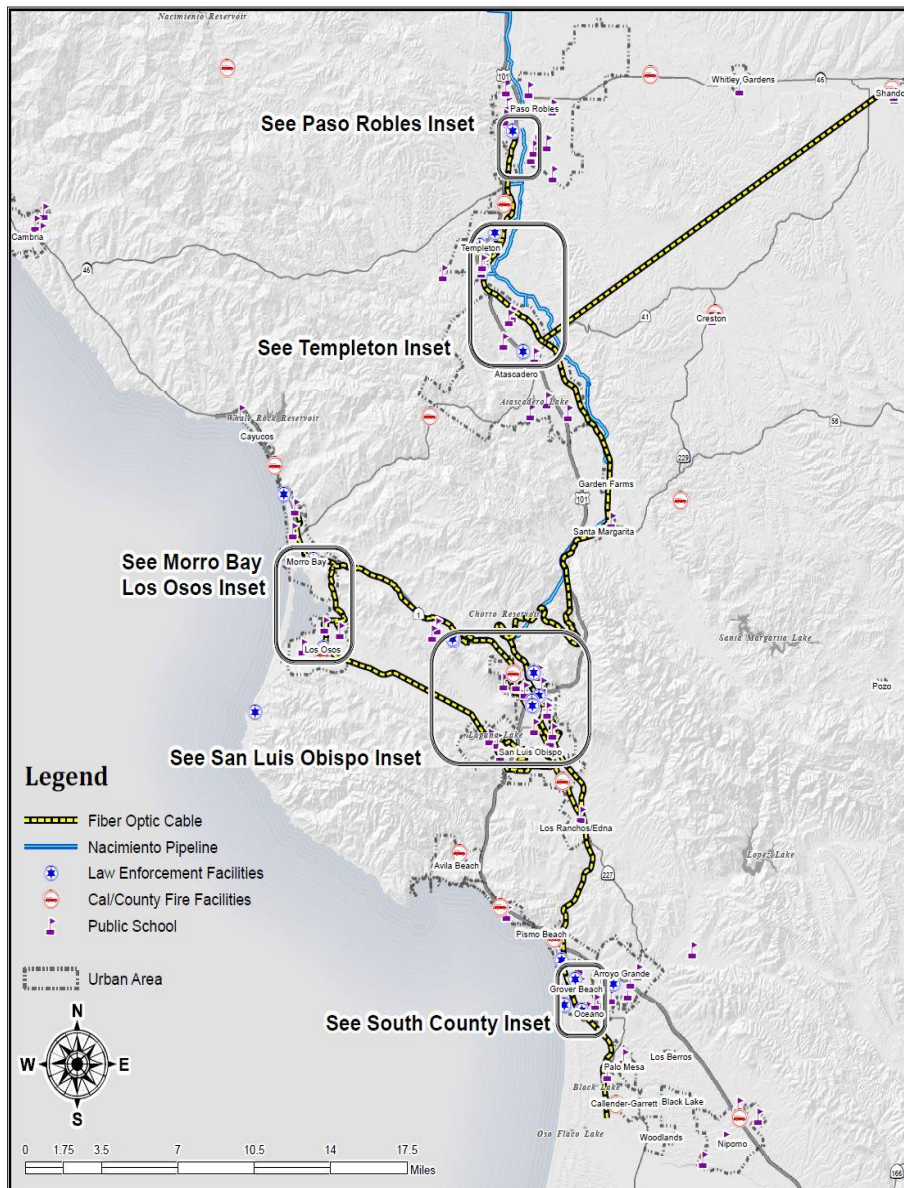 Nacimiento Reservoir
46
101
Whitley Gardens
Shando
Paso Robles
See Paso Robles Inset
Cambria
46
Templeton
41
Creston
See Templeton Inset
Atascadero
Atascadero Lake
Whale Rock Reservoir
Cayucos
58
229
Garden Farms
101
Santa Margarita
See Morro Bay
Los Osos Inset
Morro Bay
1
Chorro Reservoir
Santa Margarita Lake
Los Osos
Pozo
Laguna Lake
San Luis Obispo
See San Luis Obispo Inset
Legend
Fiber Optic Cable
Nacimiento Pipeline
Law Enforcement Facilities
Cal/County Fire Facilities
Public School
Urban Area
Los Ranchos/Edna
Lopez Lake
Avila Beach
227
Pismo Beach
Arroyo Grande
Grover Beach
Oceano
See South County Inset
N
W
E
S
Los Berros
Palo Mesa
Black Lake
Callender-Garrett
Black Lake
Oso Flaco Lake
Woodlands
Nipomo
166
0 1.75 3.5 7 10.5 14 17.5
Miles